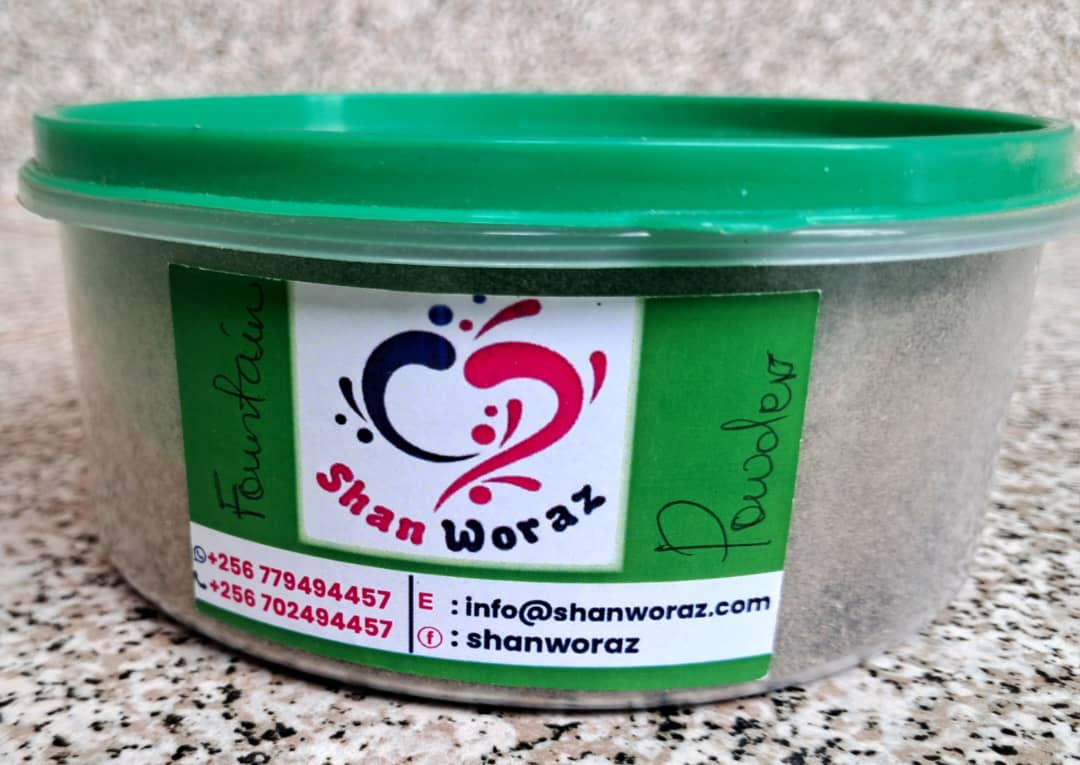 Fountain
Shan Woraz
Powder
+256 779494457
+256 702494457
E : info@shanworaz.com
f : shanworaz